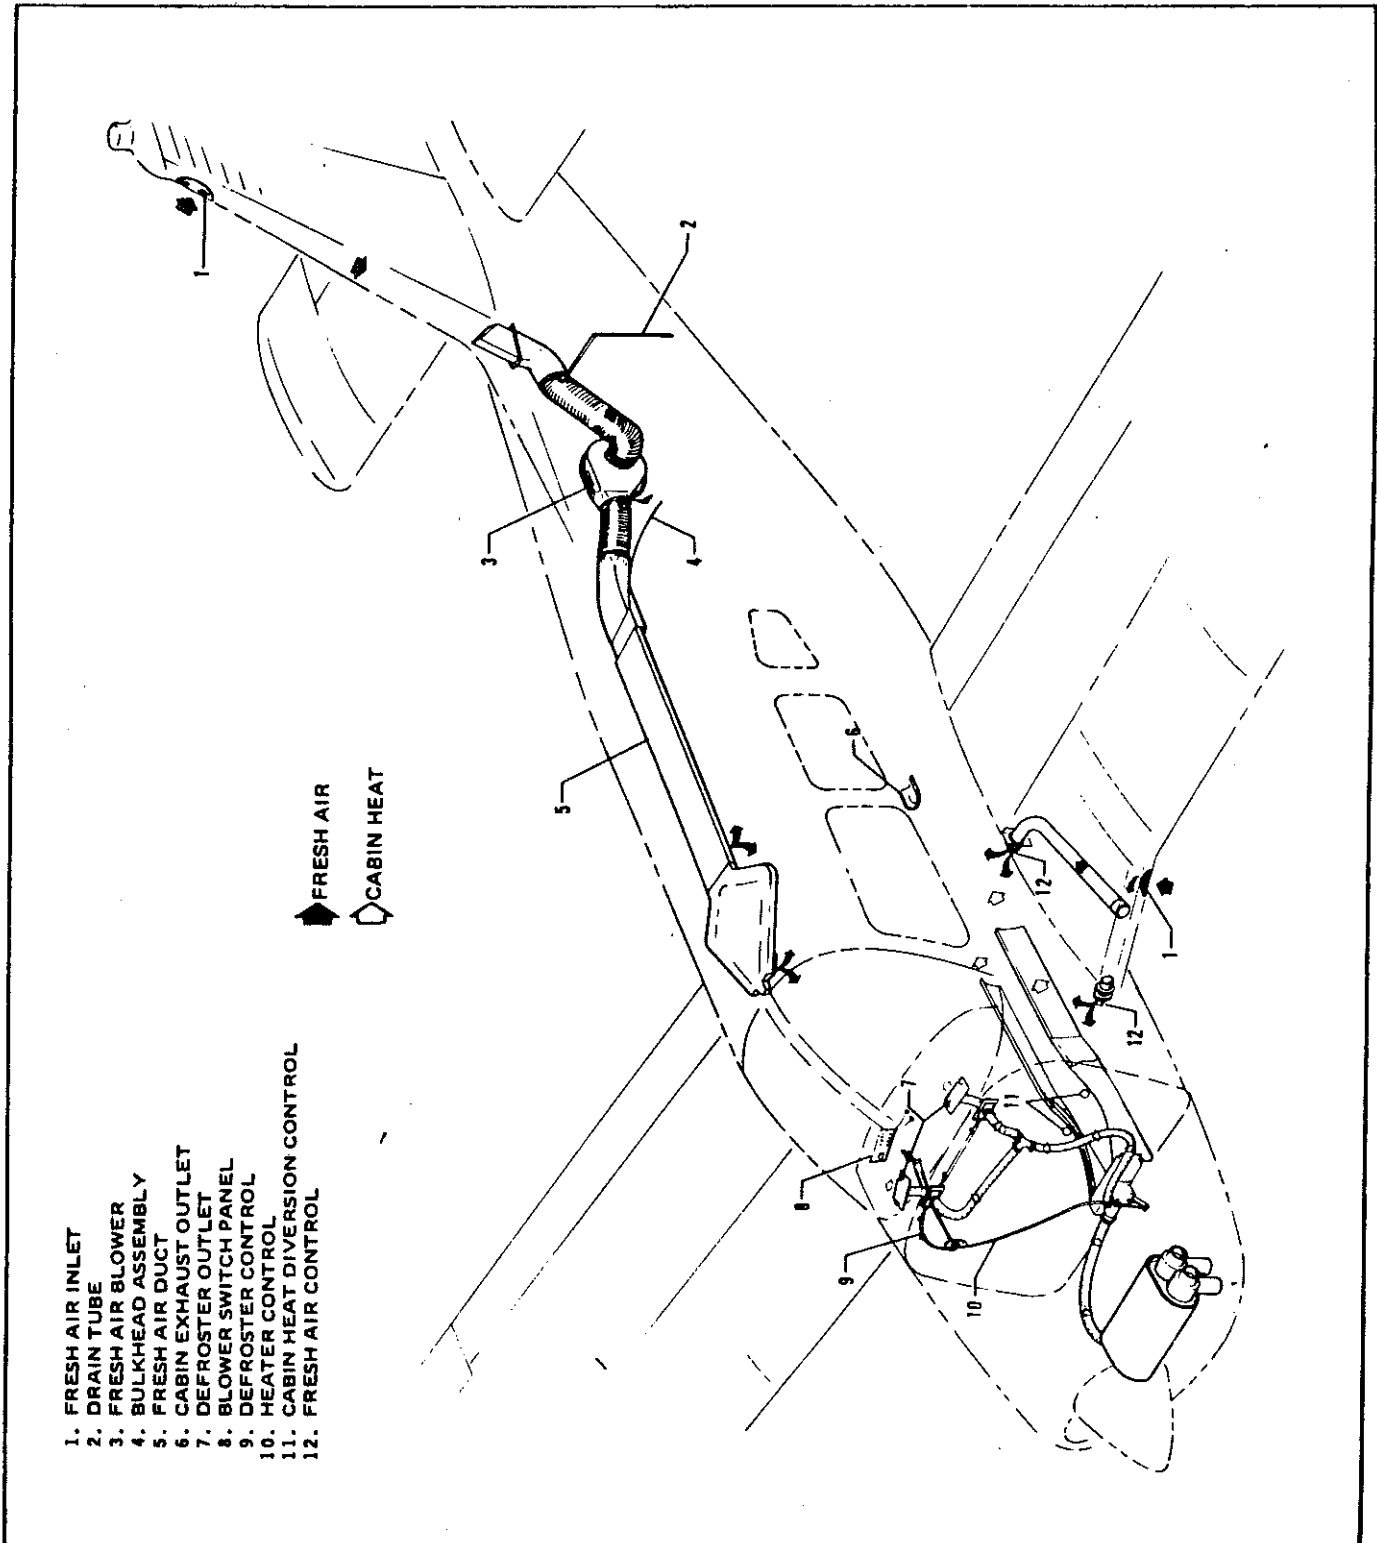 1. FRESH AIR INLET
2. DRAIN TUBE
3. FRESH AIR BLOWER
4. BULKHEAD ASSEMBLY
5. FRESH AIR DUCT
6. CABIN EXHAUST OUTLET
7. DEFROSTER OUTLET
8. BLOWER SWITCH PANEL
9. DEFROSTER CONTROL
10. HEATER CONTROL
11. CABIN HEAT DIVERSION CONTROL
12. FRESH AIR CONTROL
FRESH AIR
CABIN HEAT
1
2
3
4
5
6
7
8
9
10
11
12
12
1